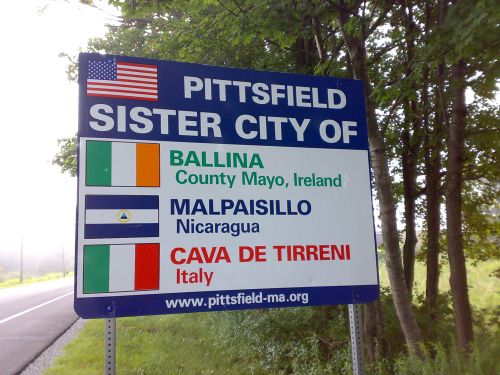 PITTSFIELD
SISTER CITY OF
BALLINA
County Mayo, Ireland
MALPAISILLO
Nicaragua
CAVA DE TIRRENI
Italy
www.pittsfield-ma.org